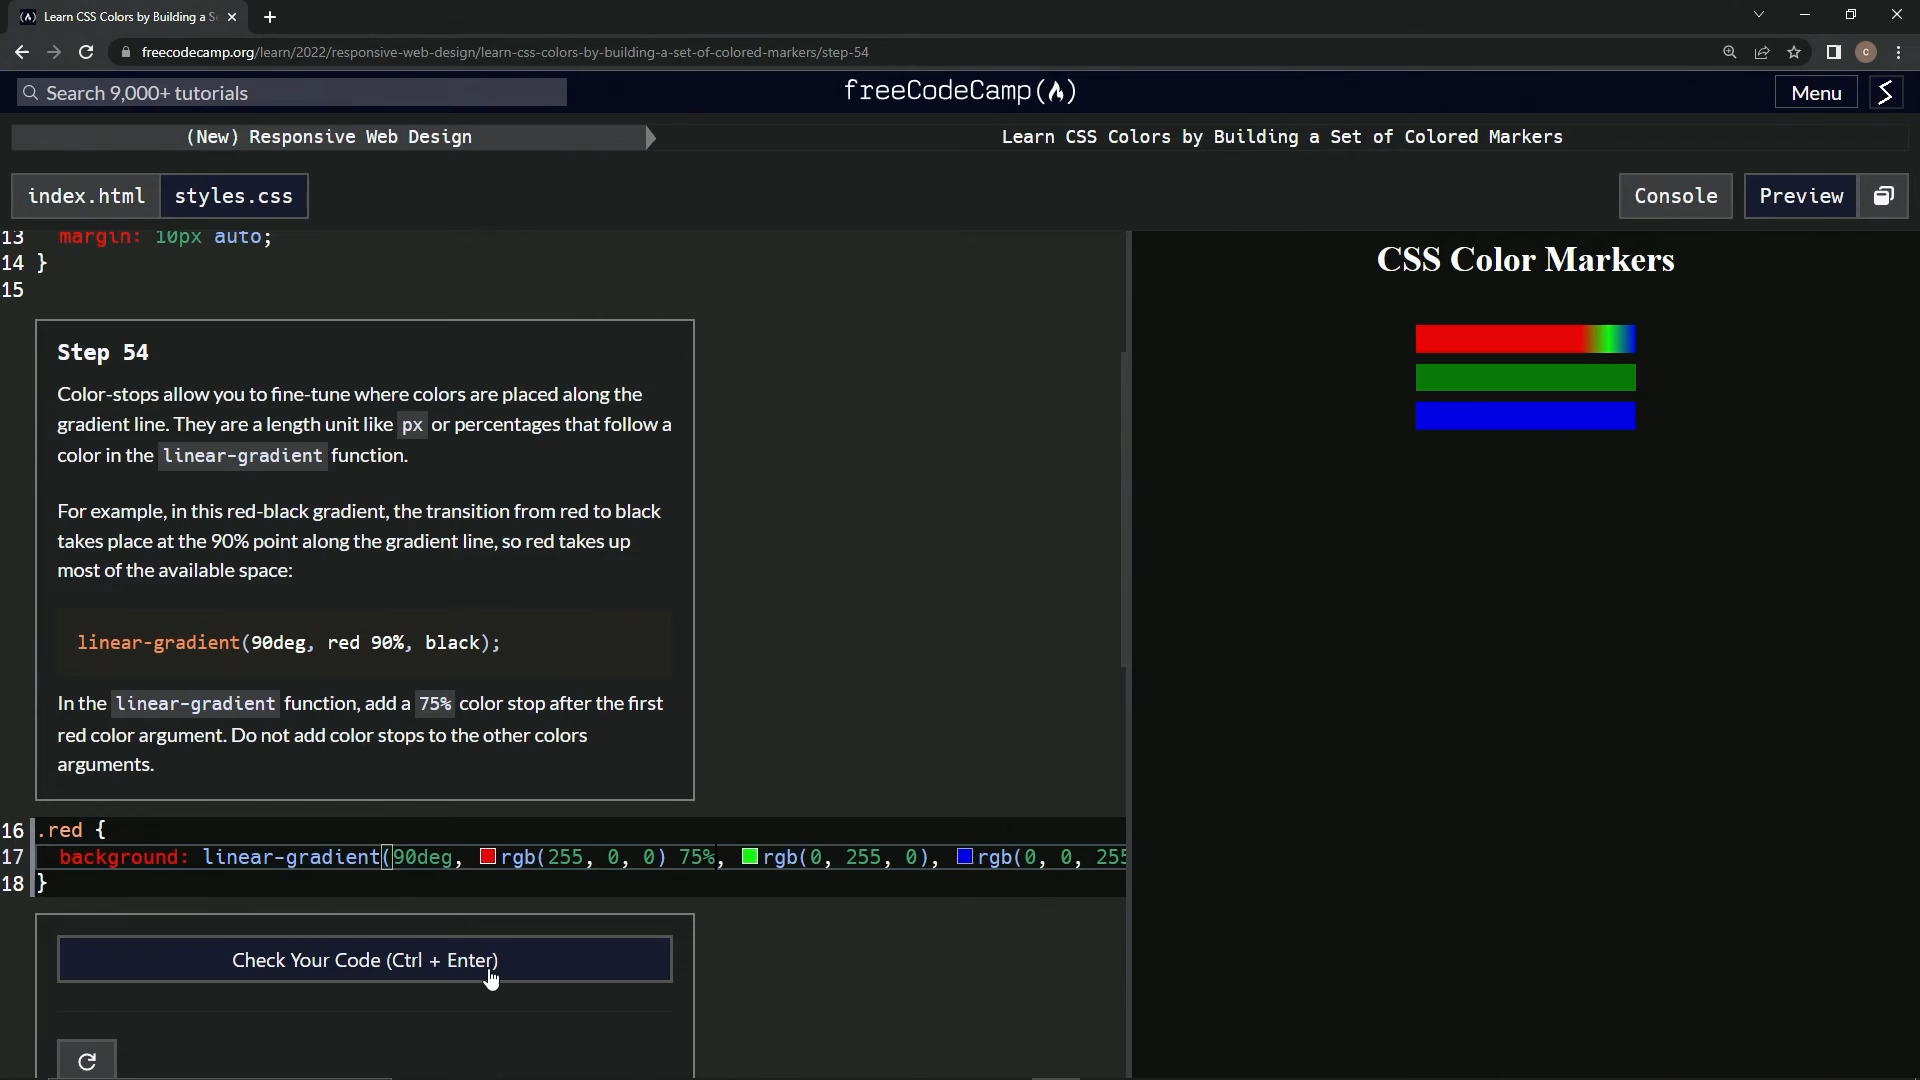 Learn CSS Colors by Building a S
freecodecamp.org/learn/2022/responsive-web-design/learn-css-colors-by-building-a-set-of-colored-markers/step-54
c
Search 9,000+ tutorials
freeCodeCamp
Menu
(New) Responsive Web Design
Learn CSS Colors by Building a Set of Colored Markers
index.html
styles.css
Console
Preview
13 margin: 10px auto;
14 }
15
CSS Color Markers
Step 54
Color-stops allow you to fine-tune where colors are placed along the
gradient line. They are a length unit like px or percentages that follow a
color in the linear-gradient function.
For example, in this red-black gradient, the transition from red to black
takes place at the 90% point along the gradient line, so red takes up
most of the available space:
linear-gradient(90deg, red 90%, black);
In the linear-gradient function, add a 75% color stop after the first
red color argument. Do not add color stops to the other colors
arguments.
16 .red {
17 background: linear-gradient(90deg, rgb(255, 0, 0) 75%, rgb(0, 255, 0), rgb(0, 0, 255
18 }
Check Your Code (Ctrl + Enter)